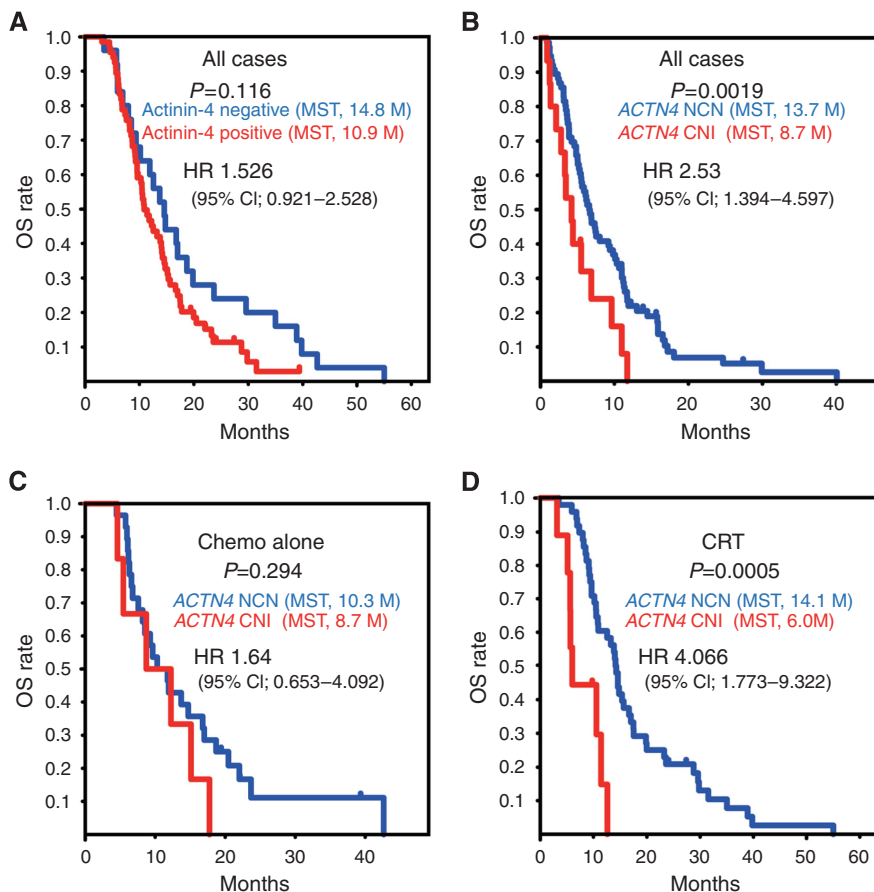 A
All cases
P=0.116
Actinin-4 negative (MST, 14.8 M)
Actinin-4 positive (MST, 10.9 M)
HR 1.526
(95% CI; 0.921–2.528)
OS rate
1.0
0.9
0.8
0.7
0.6
0.5
0.4
0.3
0.2
0.1
0 10 20 30 40 50 60
Months
B
All cases
P=0.0019
ACTN4 NCN (MST, 13.7 M)
ACTN4 CNI (MST, 8.7 M)
HR 2.53
(95% CI; 1.394–4.597)
OS rate
1.0
0.9
0.8
0.7
0.6
0.5
0.4
0.3
0.2
0.1
0 10 20 30 40
Months
C
Chemo alone
P=0.294
ACTN4 NCN (MST, 10.3 M)
ACTN4 CNI (MST, 8.7 M)
HR 1.64
(95% CI; 0.653–4.092)
OS rate
1.0
0.9
0.8
0.7
0.6
0.5
0.4
0.3
0.2
0.1
0 10 20 30 40
Months
D
CRT
P=0.0005
ACTN4 NCN (MST, 14.1 M)
ACTN4 CNI (MST, 6.0M)
HR 4.066
(95% CI; 1.773–9.322)
OS rate
1.0
0.9
0.8
0.7
0.6
0.5
0.4
0.3
0.2
0.1
0 10 20 30 40 50 60
Months